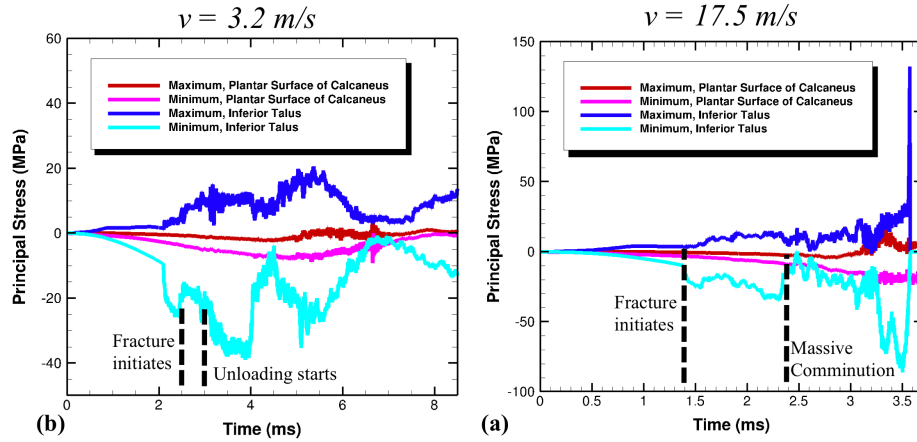 v = 3.2 m/s
60
40
20
0
-20
-40
Principal Stress (MPa)
Maximum, Plantar Surface of Calcaneus
Minimum, Plantar Surface of Calcaneus
Maximum, Inferior Talus
Minimum, Inferior Talus
Fracture
initiates
Unloading starts
0 2 4 6 8
(b)
Time (ms)
v = 17.5 m/s
150
100
50
0
-50
-100
Principal Stress (MPa)
Maximum, Plantar Surface of Calcaneus
Minimum, Plantar Surface of Calcaneus
Maximum, Inferior Talus
Minimum, Inferior Talus
Fracture
initiates
Massive
Comminution
0 0.5 1 1.5 2 2.5 3 3.5
(a)
Time (ms)